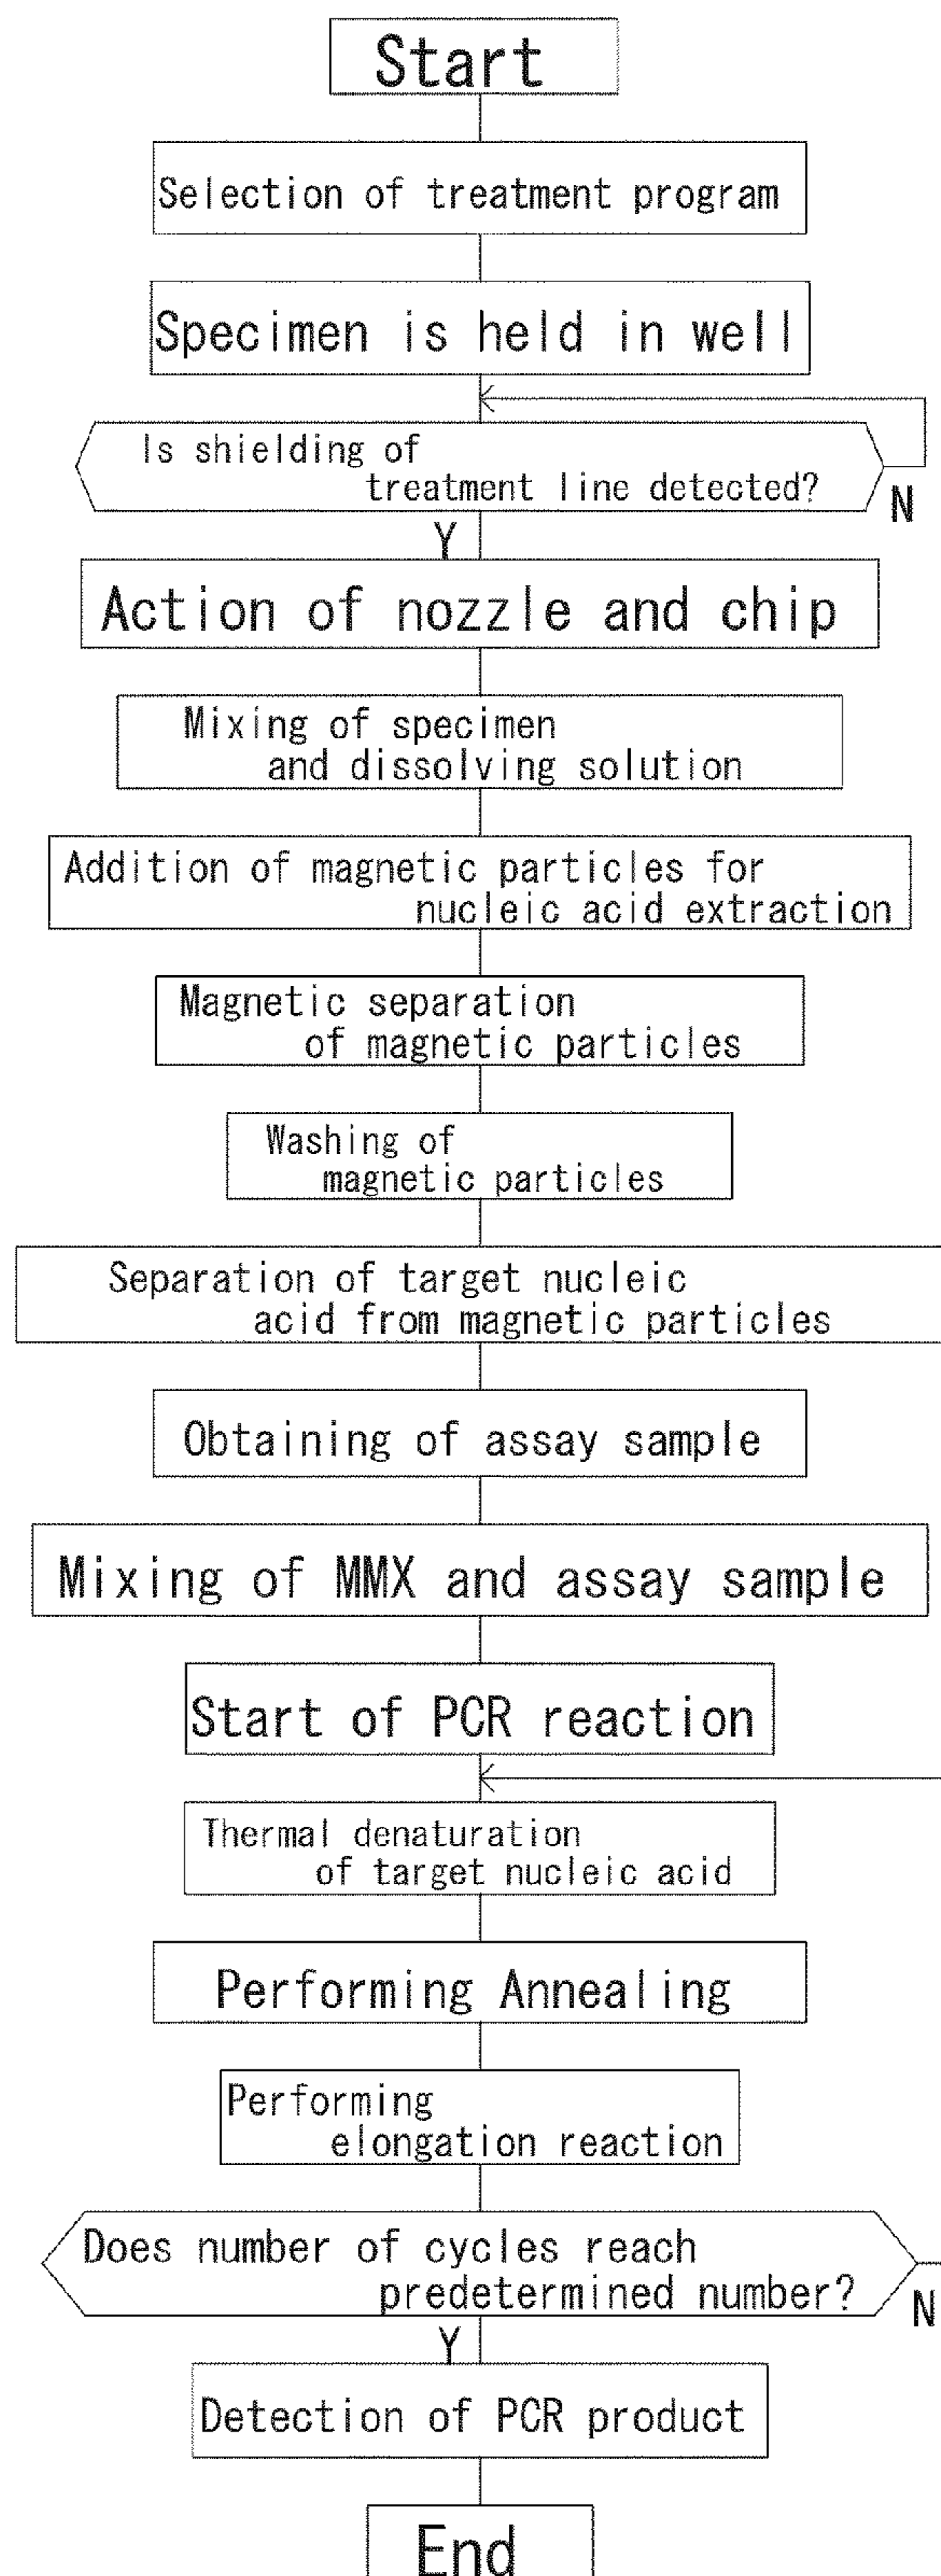 Start
Selection of treatment program
Specimen is held in well
Is shielding of
treatment line detected?
N
Y
Action of nozzle and chip
Mixing of specimen
and dissolving solution
Addition of magnetic particles for
nucleic acid extraction
Magnetic separation
of magnetic particles
Washing of
magnetic particles
Separation of target nucleic
acid from magnetic particles
Obtaining of assay sample
Mixing of MMX and assay sample
Start of PCR reaction
Thermal denaturation
of target nucleic acid
Performing Annealing
Performing
elongation reaction
Does number of cycles reach
predetermined number?
N
Y
Detection of PCR product
End